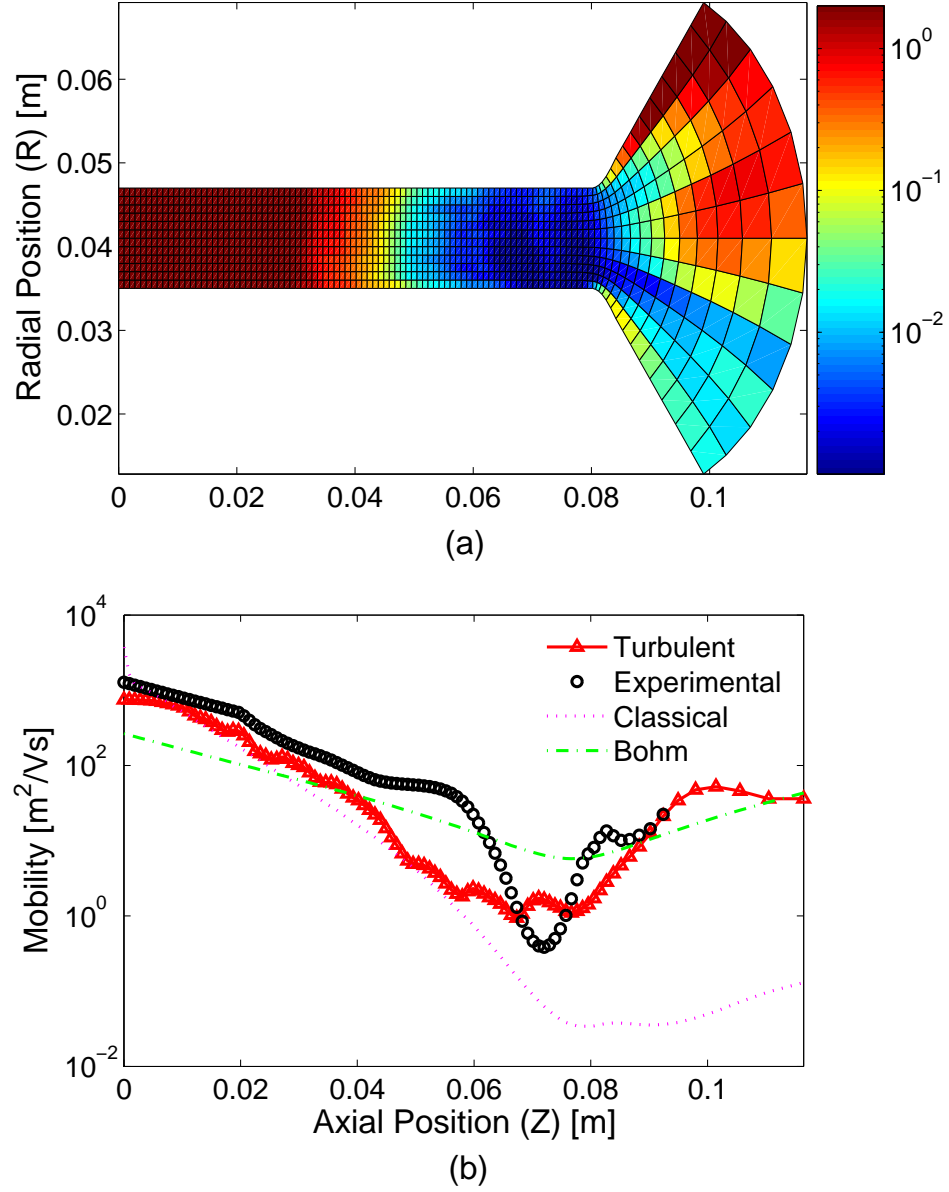 Radial Position (R) [m]
0.06
0.05
0.04
0.03
0.02
0 0.02 0.04 0.06 0.08 0.1
10^0
10^-1
10^-2
(a)
Mobility [m^2/Vs]
10^4
10^2
10^0
10^-2
Turbulent
Experimental
Classical
Bohm
0 0.02 0.04 0.06 0.08 0.1
Axial Position (Z) [m]
(b)